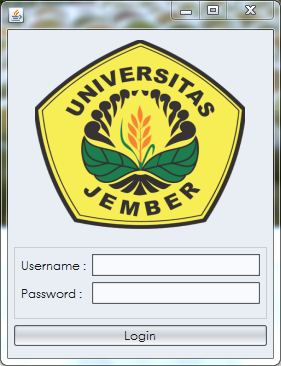 UNIVERSITAS
JEMBER
Username :
Password :
Login